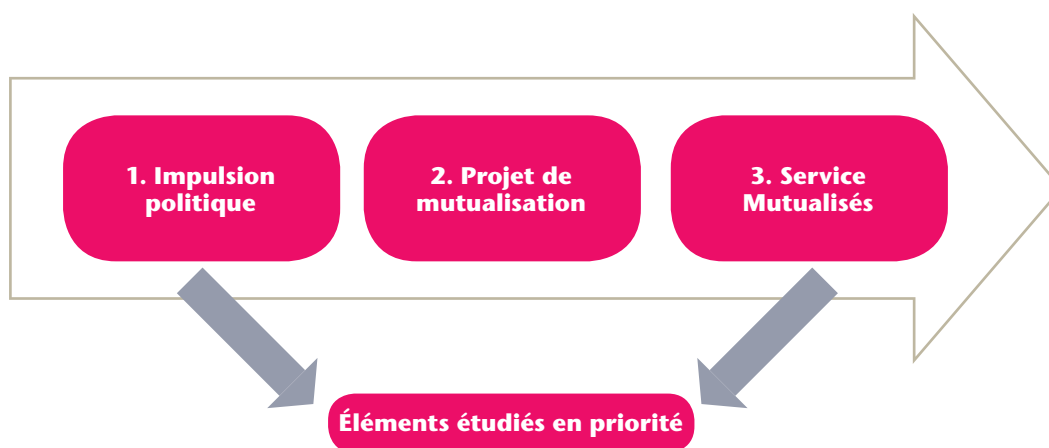 1. Impulsion
politique
2. Projet de
mutualisation
3. Service
Mutualisés
Éléments étudiés en priorité